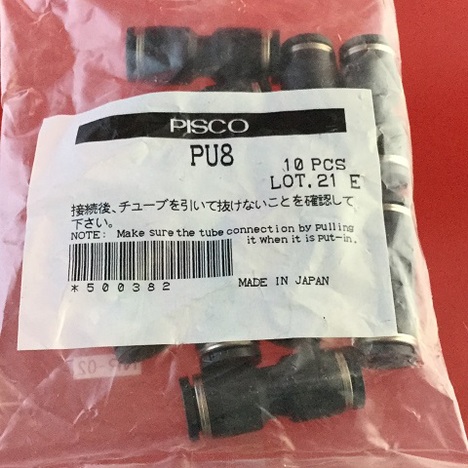 PISCO
PU8
10 PCS
LOT. 21 E
接続後、チューブを引いて抜けないことを確認して
下さい。
NOTE: Make sure the tube connection by pulling
it when it is put-in.
*500382
MADE IN JAPAN